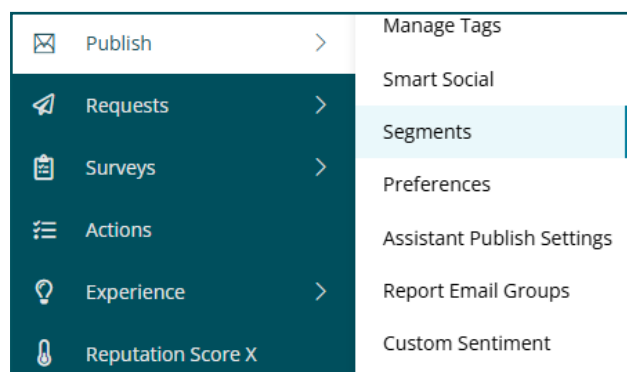 Publish
Requests
Surveys
Actions
Experience
Reputation Score X
Manage Tags
Smart Social
Segments
Preferences
Assistant Publish Settings
Report Email Groups
Custom Sentiment